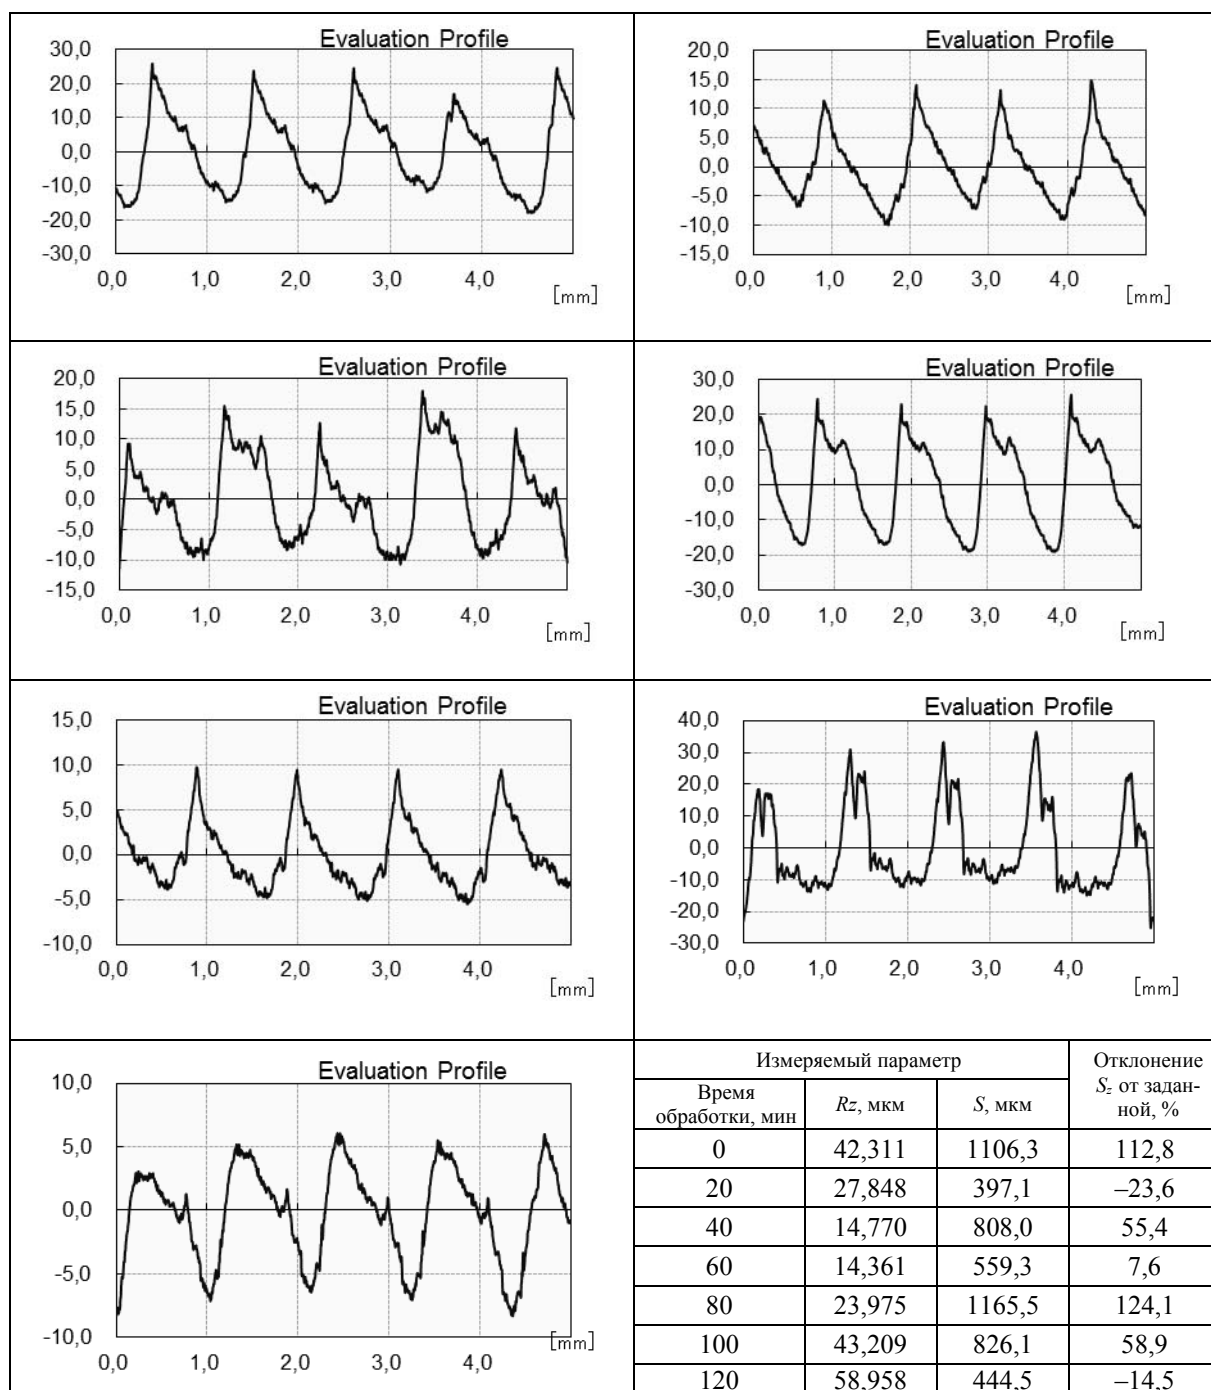 Evaluation Profile
30,0
20,0
10,0
0,0
-10,0
-20,0
-30,0
0,0 1,0 2,0 3,0 4,0
[mm]
Evaluation Profile
20,0
15,0
10,0
5,0
0,0
-5,0
-10,0
-15,0
0,0 1,0 2,0 3,0 4,0
[mm]
Evaluation Profile
20,0
15,0
10,0
5,0
0,0
-5,0
-10,0
-15,0
0,0 1,0 2,0 3,0 4,0
[mm]
Evaluation Profile
30,0
20,0
10,0
0,0
-10,0
-20,0
-30,0
0,0 1,0 2,0 3,0 4,0
[mm]
Evaluation Profile
15,0
10,0
5,0
0,0
-5,0
-10,0
0,0 1,0 2,0 3,0 4,0
[mm]
Evaluation Profile
40,0
30,0
20,0
10,0
0,0
-10,0
-20,0
-30,0
0,0 1,0 2,0 3,0 4,0
[mm]
Evaluation Profile
10,0
5,0
0,0
-5,0
-10,0
0,0 1,0 2,0 3,0 4,0
[mm]
Измеряемый параметр
Время
обработки, мин
Rz, мкм
S, мкм
Отклонение
Sz от задан-
ной, %
0 42,311 1106,3 112,8
20 27,848 397,1 –23,6
40 14,770 808,0 55,4
60 14,361 559,3 7,6
80 23,975 1165,5 124,1
100 43,209 826,1 58,9
120 58,958 444,5 –14,5